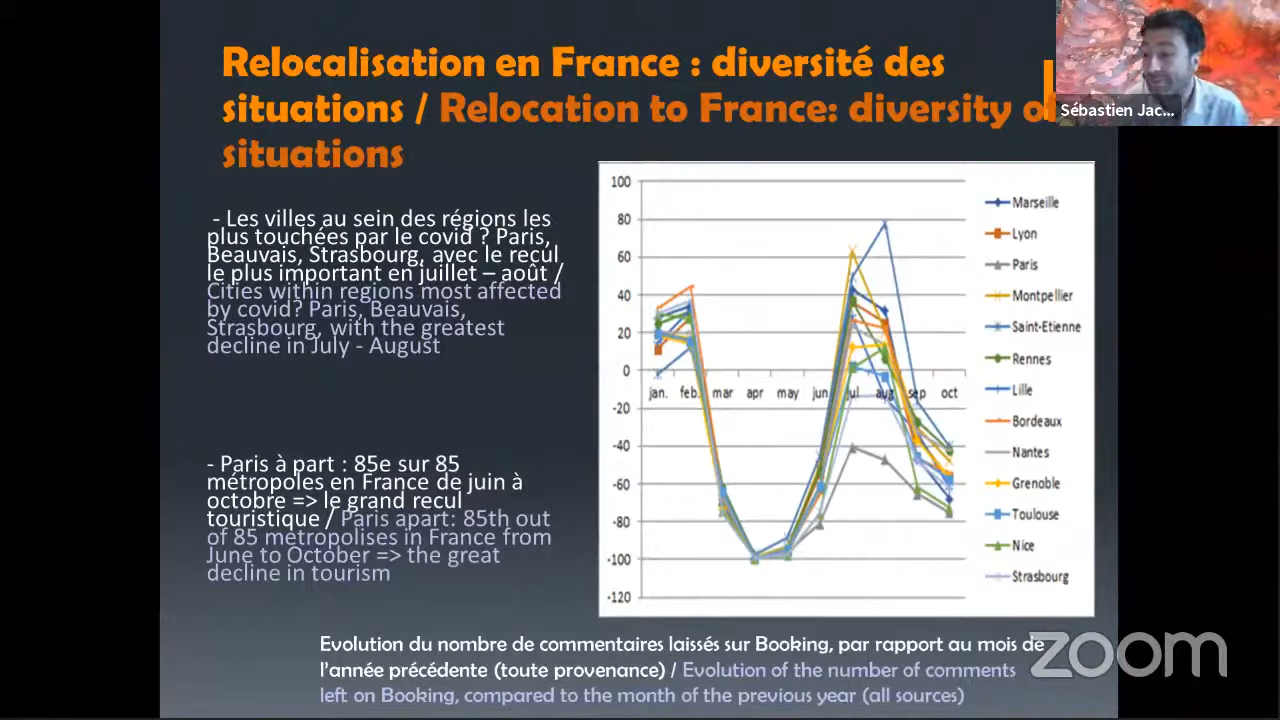 Relocalisation en France : diversité des
situations / Relocation to France: diversity of
situations
Sébastien Jac...
- Les villes au sein des régions les
plus touchées par le covid ? Paris,
Beauvais, Strasbourg, avec le recul
le plus important en juillet – août /
Cities within regions most affected
by covid? Paris, Beauvais,
Strasbourg, with the greatest
decline in July - August
- Paris à part : 85e sur 85
métropoles en France de juin à
octobre => le grand recul
touristique / Paris apart: 85th out
of 85 metropolises in France from
June to October => the great
decline in tourism
100
80
60
40
20
0
-20
-40
-60
-80
-100
-120
jan. feb. mar apr may jun jul aug sep oct
Marseille
Lyon
Paris
Montpellier
Saint-Etienne
Rennes
Lille
Bordeaux
Nantes
Grenoble
Toulouse
Nice
Strasbourg
Evolution du nombre de commentaires laissés sur Booking, par rapport au mois de
l'année précédente (toute provenance) / Evolution of the number of comments
left on Booking, compared to the month of the previous year (all sources)
zoom